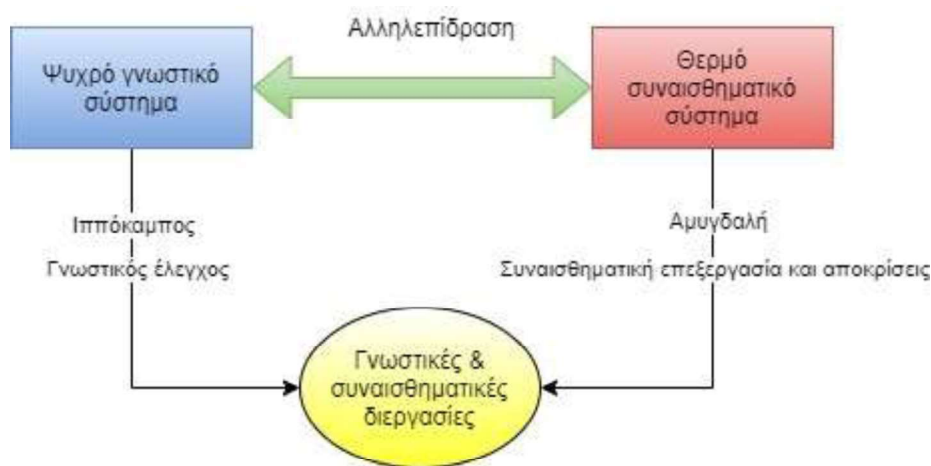 Αλληλεπίδραση
Ψυχρό γνωστικό
σύστημα
Θερμό
συναισθηματικό
σύστημα
Ιππόκαμπος
Γνωστικός έλεγχος
Αμυγδαλή
Συναισθηματική επεξεργασία και αποκρίσεις
Γνωστικές &
συναισθηματικές
διεργασίες